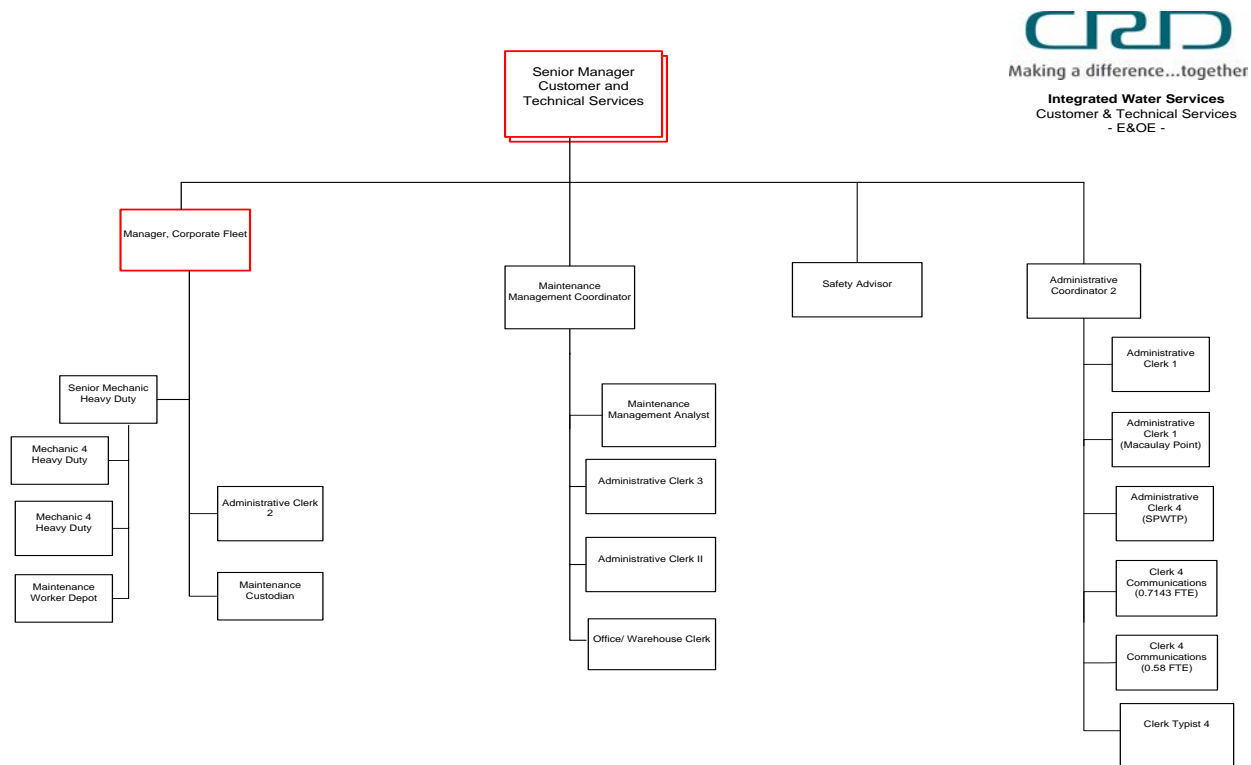 CRD
Making a difference...together
Integrated Water Services
Customer & Technical Services
- E&OE -
Senior Manager
Customer and
Technical Services
Manager, Corporate Fleet
Maintenance
Management Coordinator
Safety Advisor
Administrative
Coordinator 2
Senior Mechanic
Heavy Duty
Mechanic 4
Heavy Duty
Mechanic 4
Heavy Duty
Maintenance
Worker Depot
Administrative Clerk
2
Maintenance
Custodian
Maintenance
Management Analyst
Administrative Clerk 3
Administrative Clerk II
Office/ Warehouse Clerk
Administrative
Clerk 1
Administrative
Clerk 1
(Macaulay Point)
Administrative
Clerk 4
(SPWTP)
Clerk 4
Communications
(0.7143 FTE)
Clerk 4
Communications
(0.58 FTE)
Clerk Typist 4